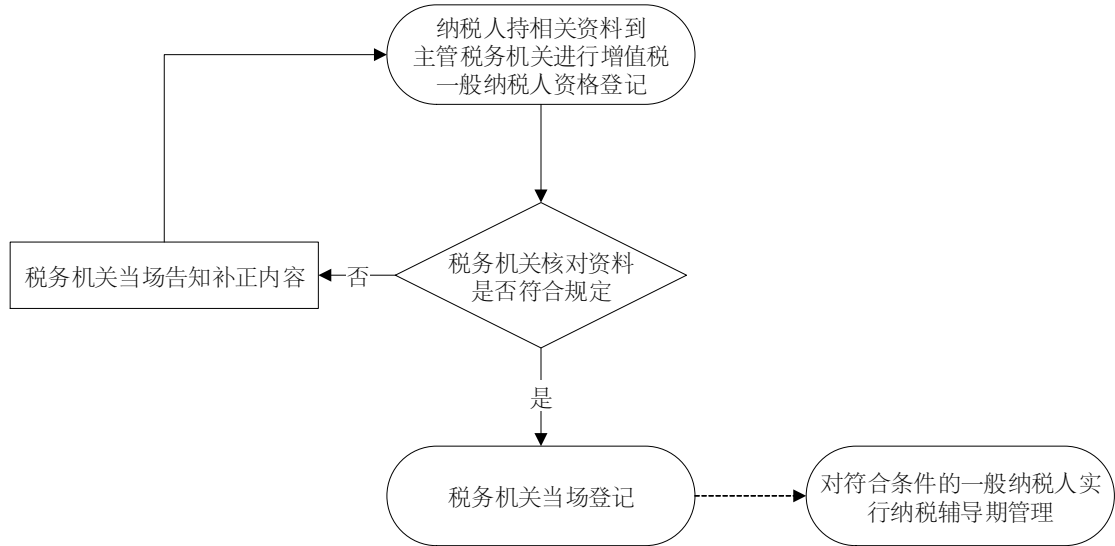 纳税人持相关资料到
主管税务机关进行增值税
一般纳税人资格登记
税务机关核对资料
是否符合规定
否
税务机关当场告知补正内容
是
税务机关当场登记
对符合条件的一般纳税人实
行纳税辅导期管理